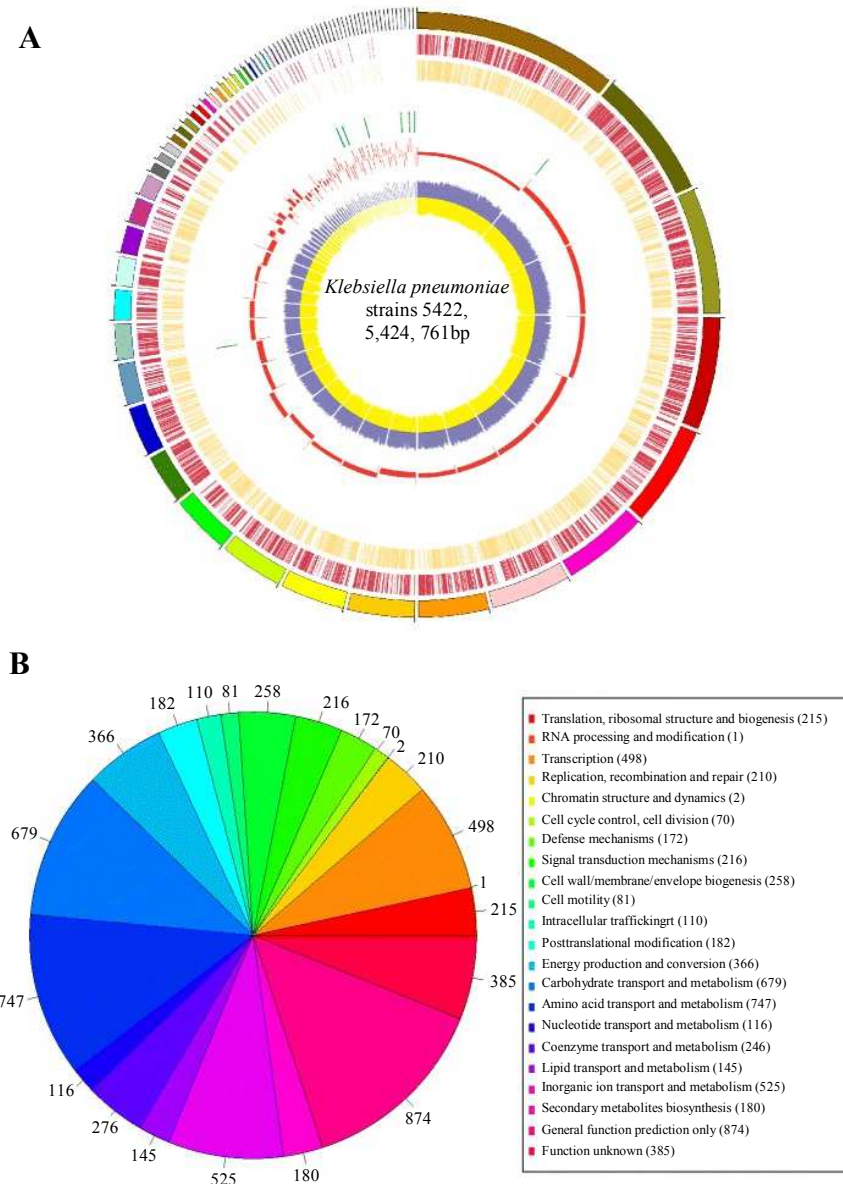 A
Klebsiella pneumoniae
strains 5422,
5,424, 761bp
B
182
110
81
258
216
172
70
2
210
366
498
679
1
215
385
747
116
874
276
145
525
180
Translation, ribosomal structure and biogenesis (215)
RNA processing and modification (1)
Transcription (498)
Replication, recombination and repair (210)
Chromatin structure and dynamics (2)
Cell cycle control, cell division (70)
Defense mechanisms (172)
Signal transduction mechanisms (216)
Cell wall/membrane/envelope biogenesis (258)
Cell motility (81)
Intracellular traffickingrt (110)
Posttranslational modification (182)
Energy production and conversion (366)
Carbohydrate transport and metabolism (679)
Amino acid transport and metabolism (747)
Nucleotide transport and metabolism (116)
Coenzyme transport and metabolism (246)
Lipid transport and metabolism (145)
Inorganic ion transport and metabolism (525)
Secondary metabolites biosynthesis (180)
General function prediction only (874)
Function unknown (385)